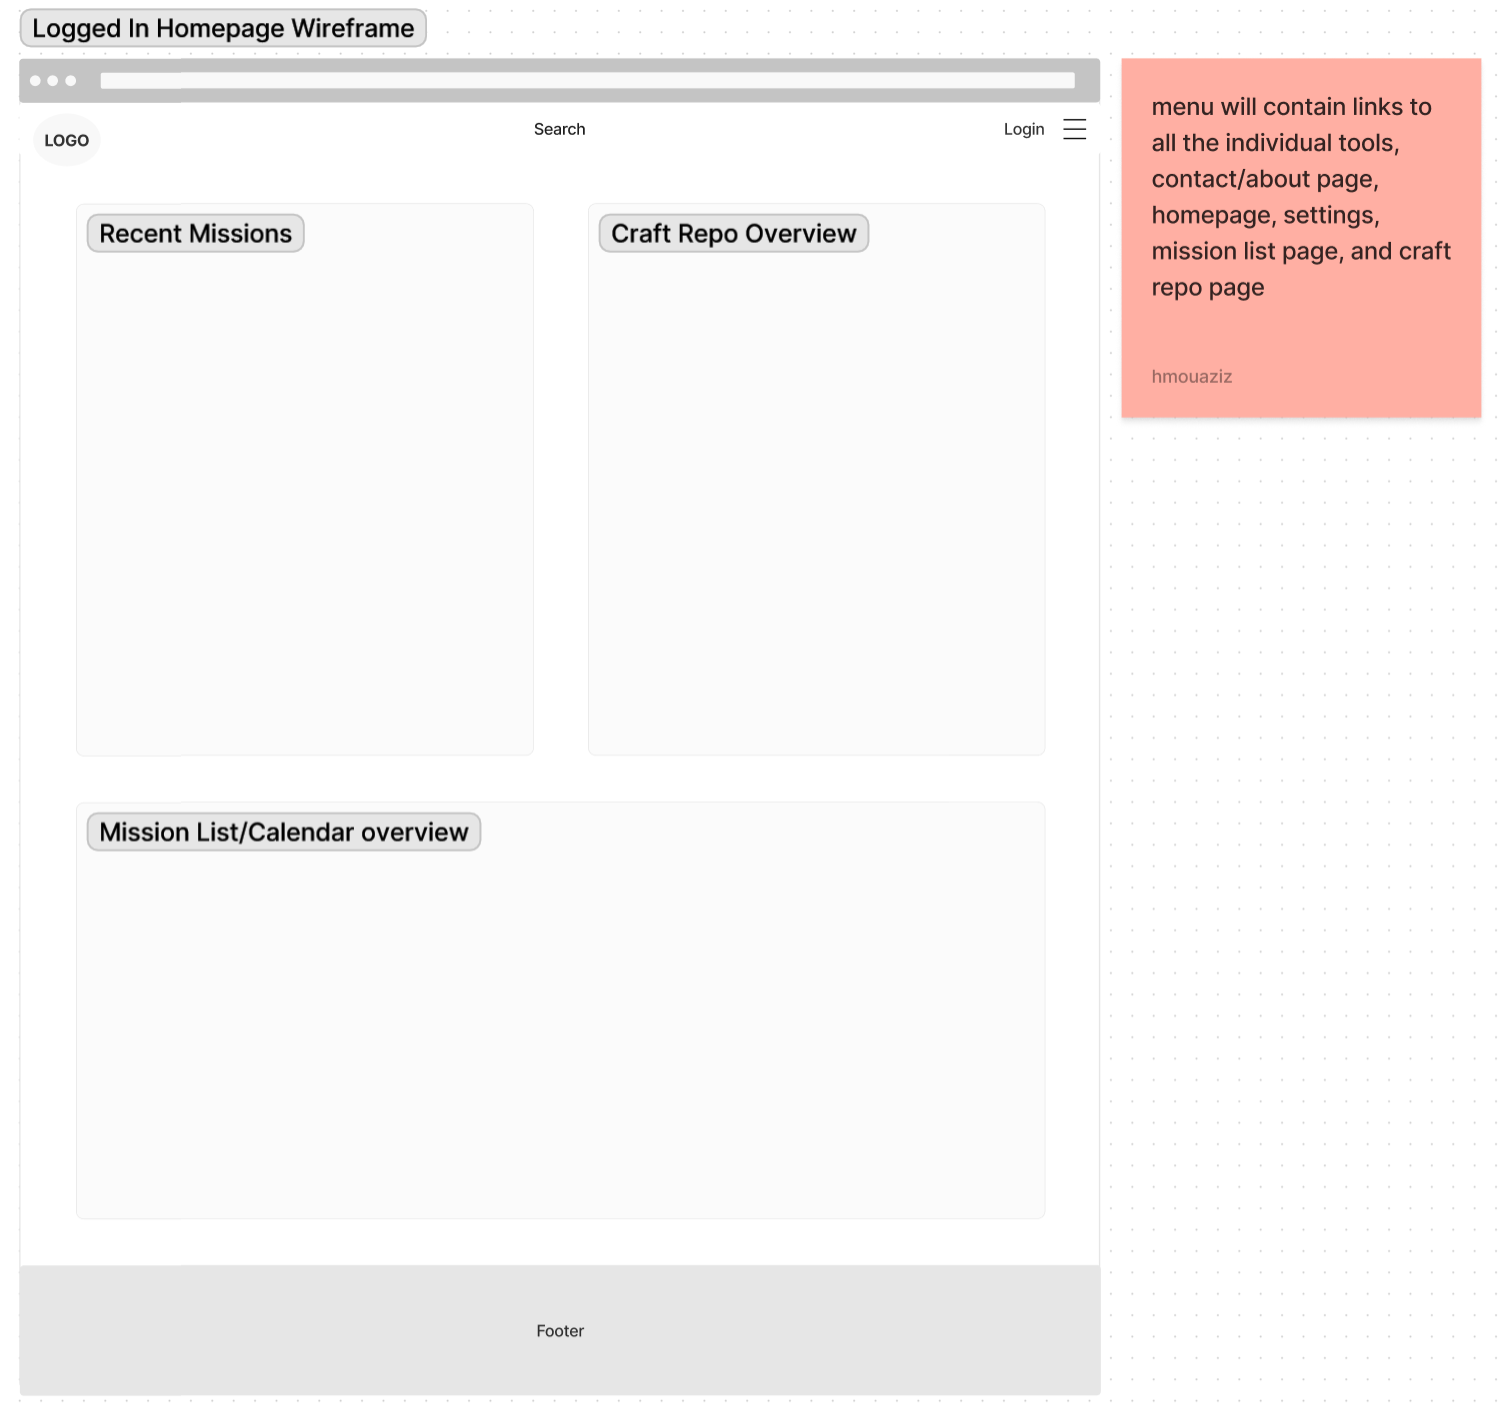 Logged In Homepage Wireframe
LOGO
Search
Login
menu will contain links to
all the individual tools,
contact/about page,
homepage, settings,
mission list page, and craft
repo page
hmouaziz
Recent Missions
Craft Repo Overview
Mission List/Calendar overview
Footer